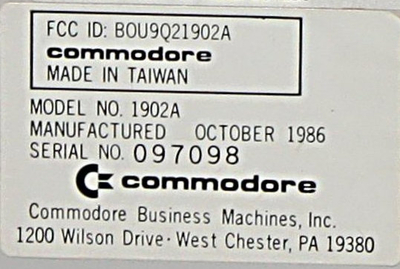 FCC ID: BOU9Q21902A
commodore
MADE IN TAIWAN
MODEL NO. 1902A
MANUFACTURED OCTOBER 1986
SERIAL NO. 097098
commodore
Commodore Business Machines, Inc.
1200 Wilson Drive · West Chester, PA 19380